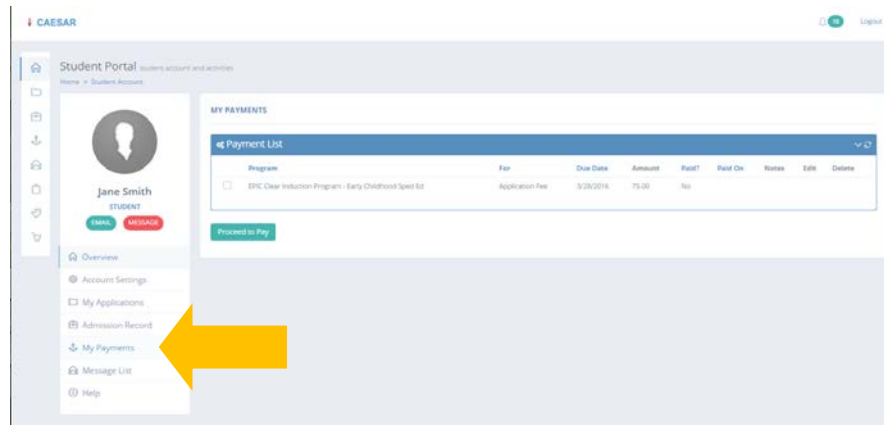 CAESAR
Logout
Student Portal student account and activities
Home > Student Account
MY PAYMENTS
Payment List
Program For Due Date Amount Paid? Paid On Notes Edit Delete
EPIC Clear Induction Program - Early Childhood Sped Ed Application Fee 3/28/2016 75.00 No
Jane Smith
STUDENT
EMAIL MESSAGE
Proceed to Pay
Overview
Account Settings
My Applications
Admission Record
My Payments
Message List
Help